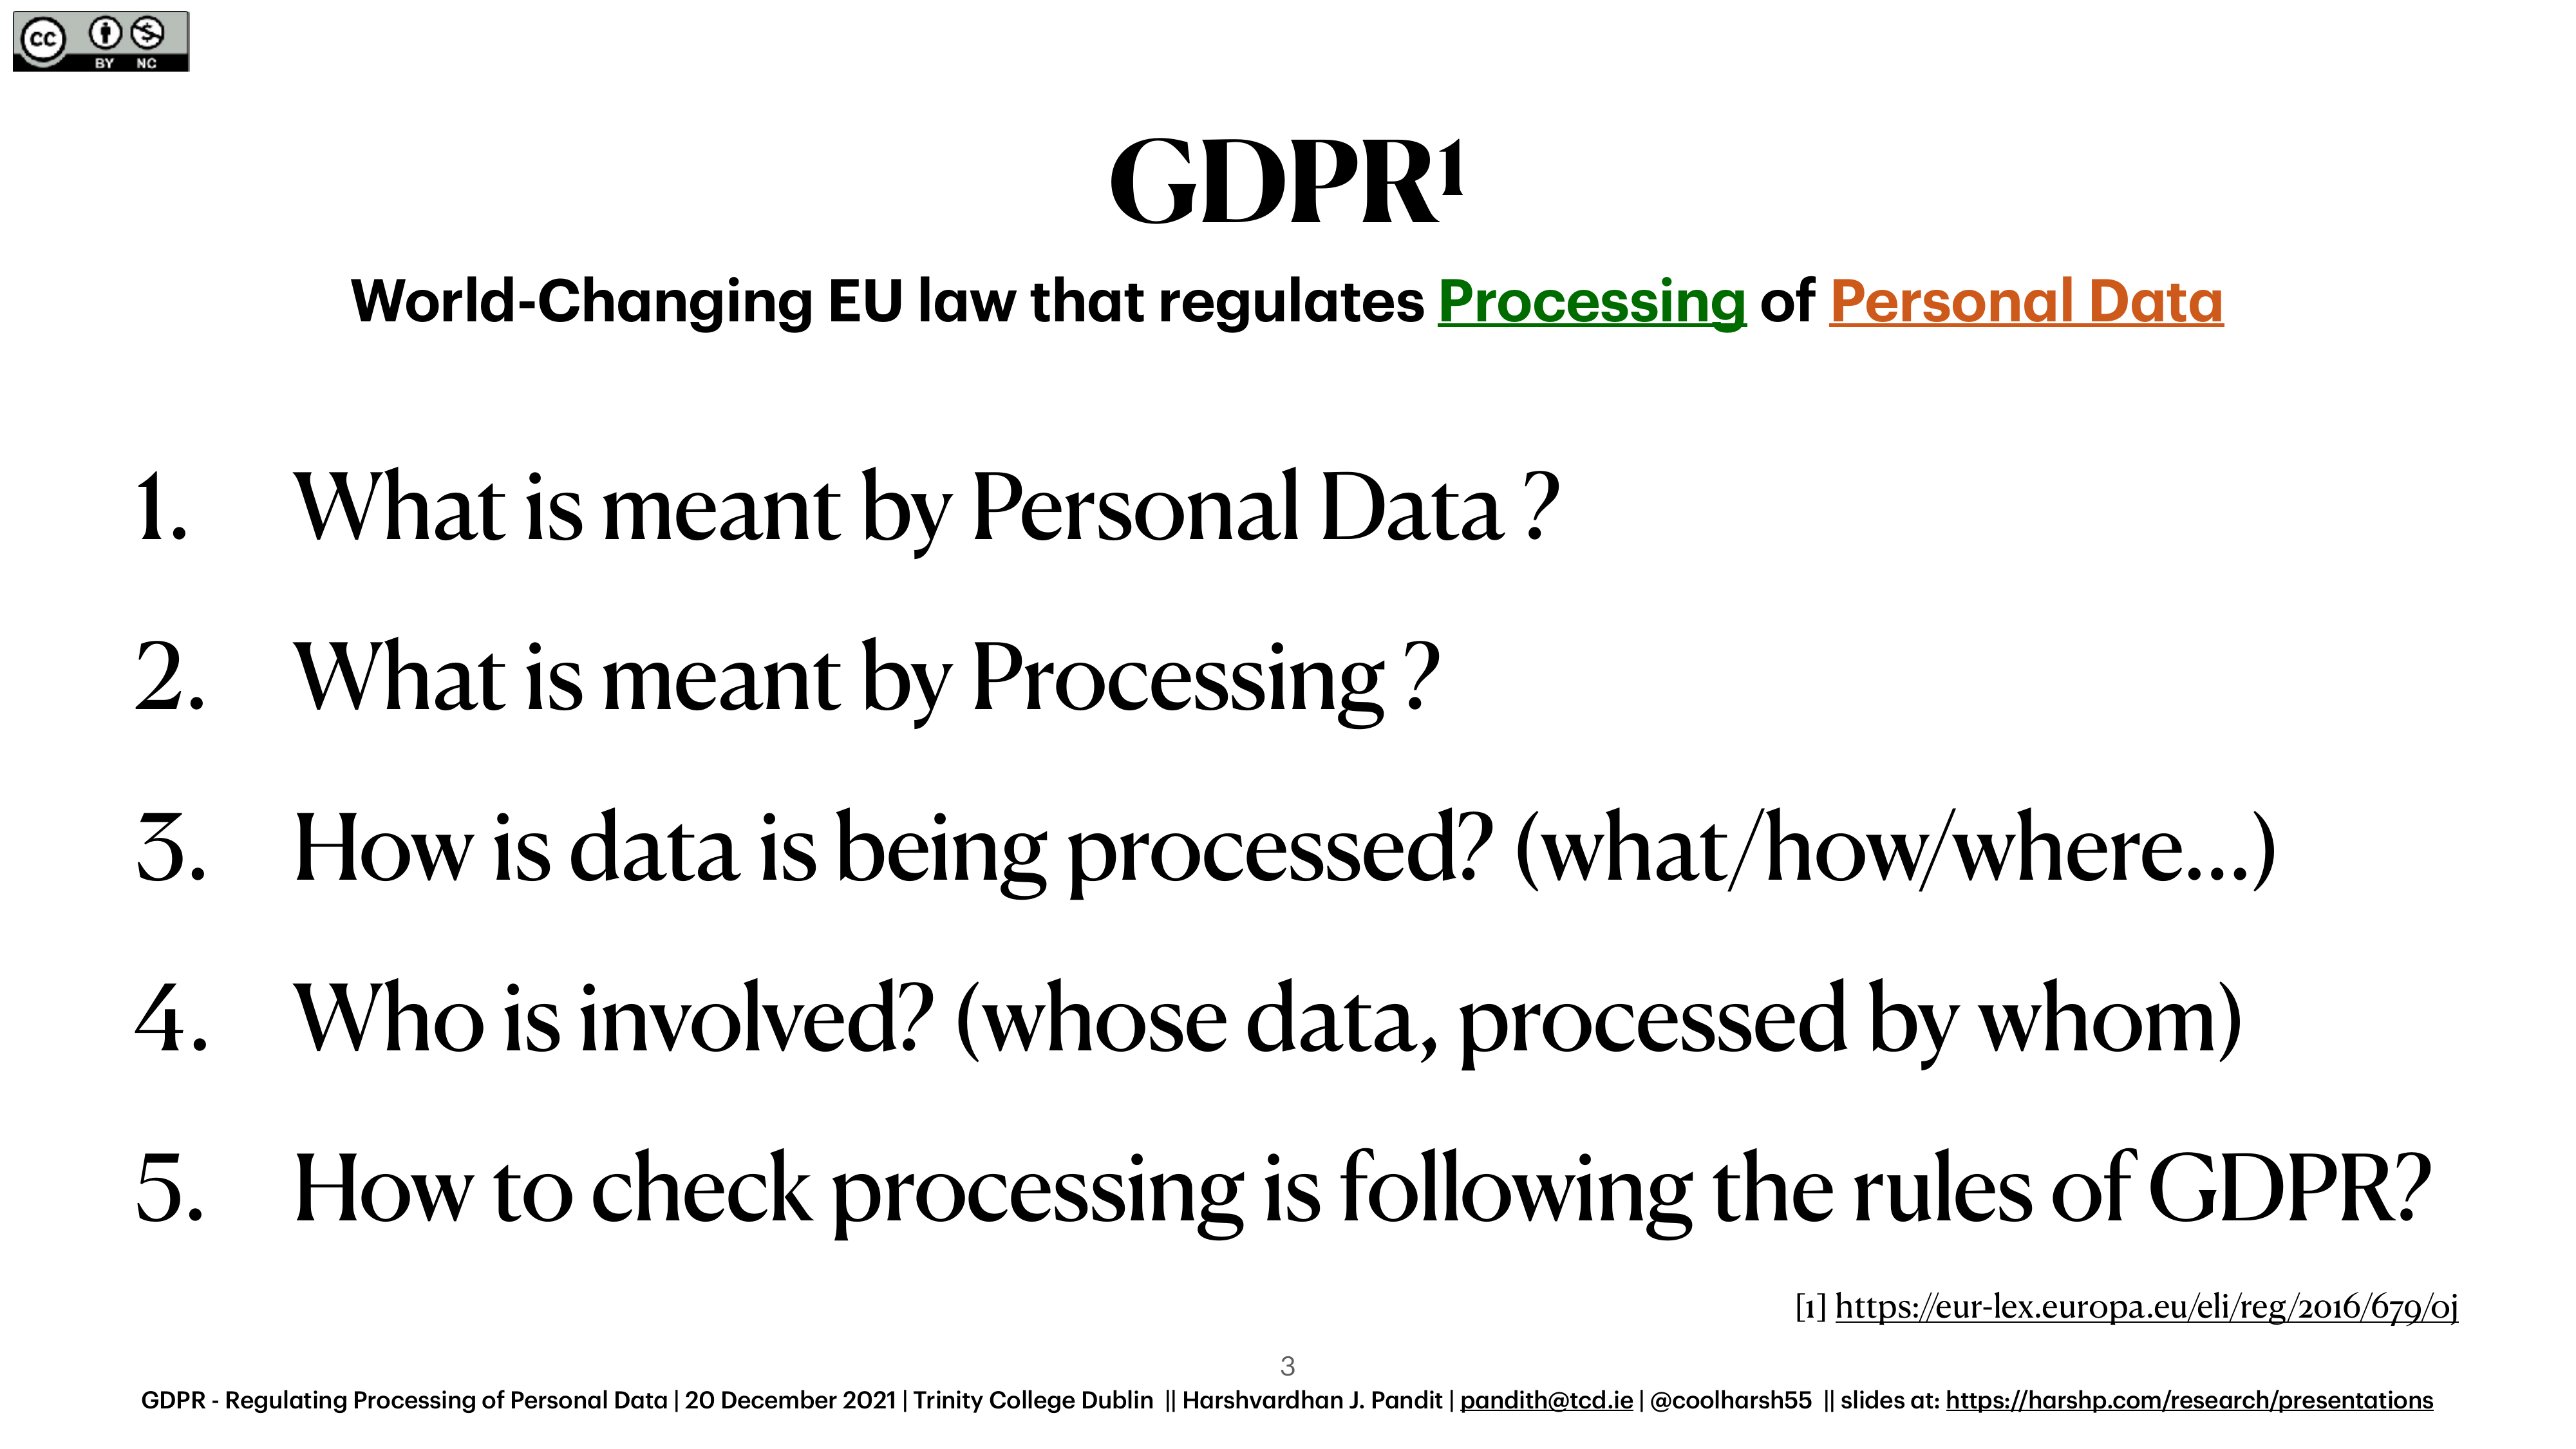 cc
BY NC
GDPR¹
World-Changing EU law that regulates Processing of Personal Data
1. What is meant by Personal Data ?
2. What is meant by Processing ?
3. How is data is being processed? (what/how/where...)
4. Who is involved? (whose data, processed by whom)
5. How to check processing is following the rules of GDPR?
[1] https://eur-lex.europa.eu/eli/reg/2016/679/oj
3
GDPR - Regulating Processing of Personal Data | 20 December 2021 | Trinity College Dublin || Harshvardhan J. Pandit | pandith@tcd.ie | @coolharsh55 || slides at: https://harshp.com/research/presentations